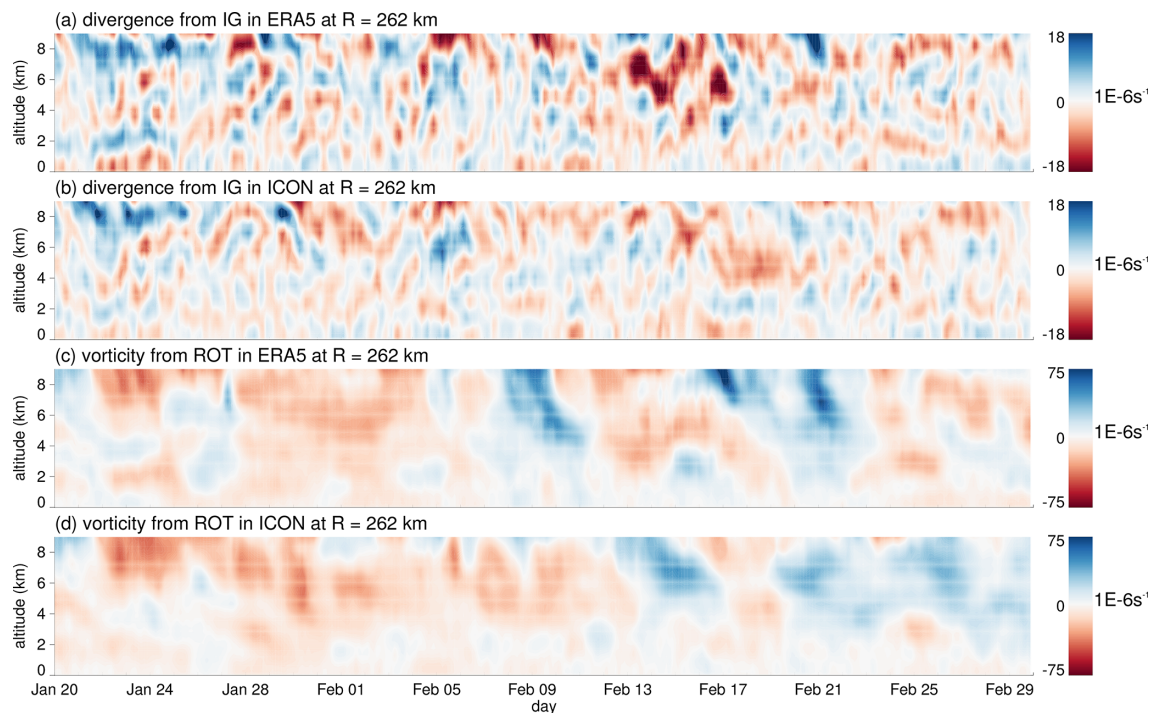 (a) divergence from IG in ERA5 at R = 262 km
altitude (km)
8
6
4
2
0
18
0
-18
1E-6s⁻¹
(b) divergence from IG in ICON at R = 262 km
altitude (km)
8
6
4
2
0
18
0
-18
1E-6s⁻¹
(c) vorticity from ROT in ERA5 at R = 262 km
altitude (km)
8
6
4
2
0
75
0
-75
1E-6s⁻¹
(d) vorticity from ROT in ICON at R = 262 km
altitude (km)
8
6
4
2
0
75
0
-75
1E-6s⁻¹
Jan 20 Jan 24 Jan 28 Feb 01 Feb 05 Feb 09 Feb 13 Feb 17 Feb 21 Feb 25 Feb 29
day